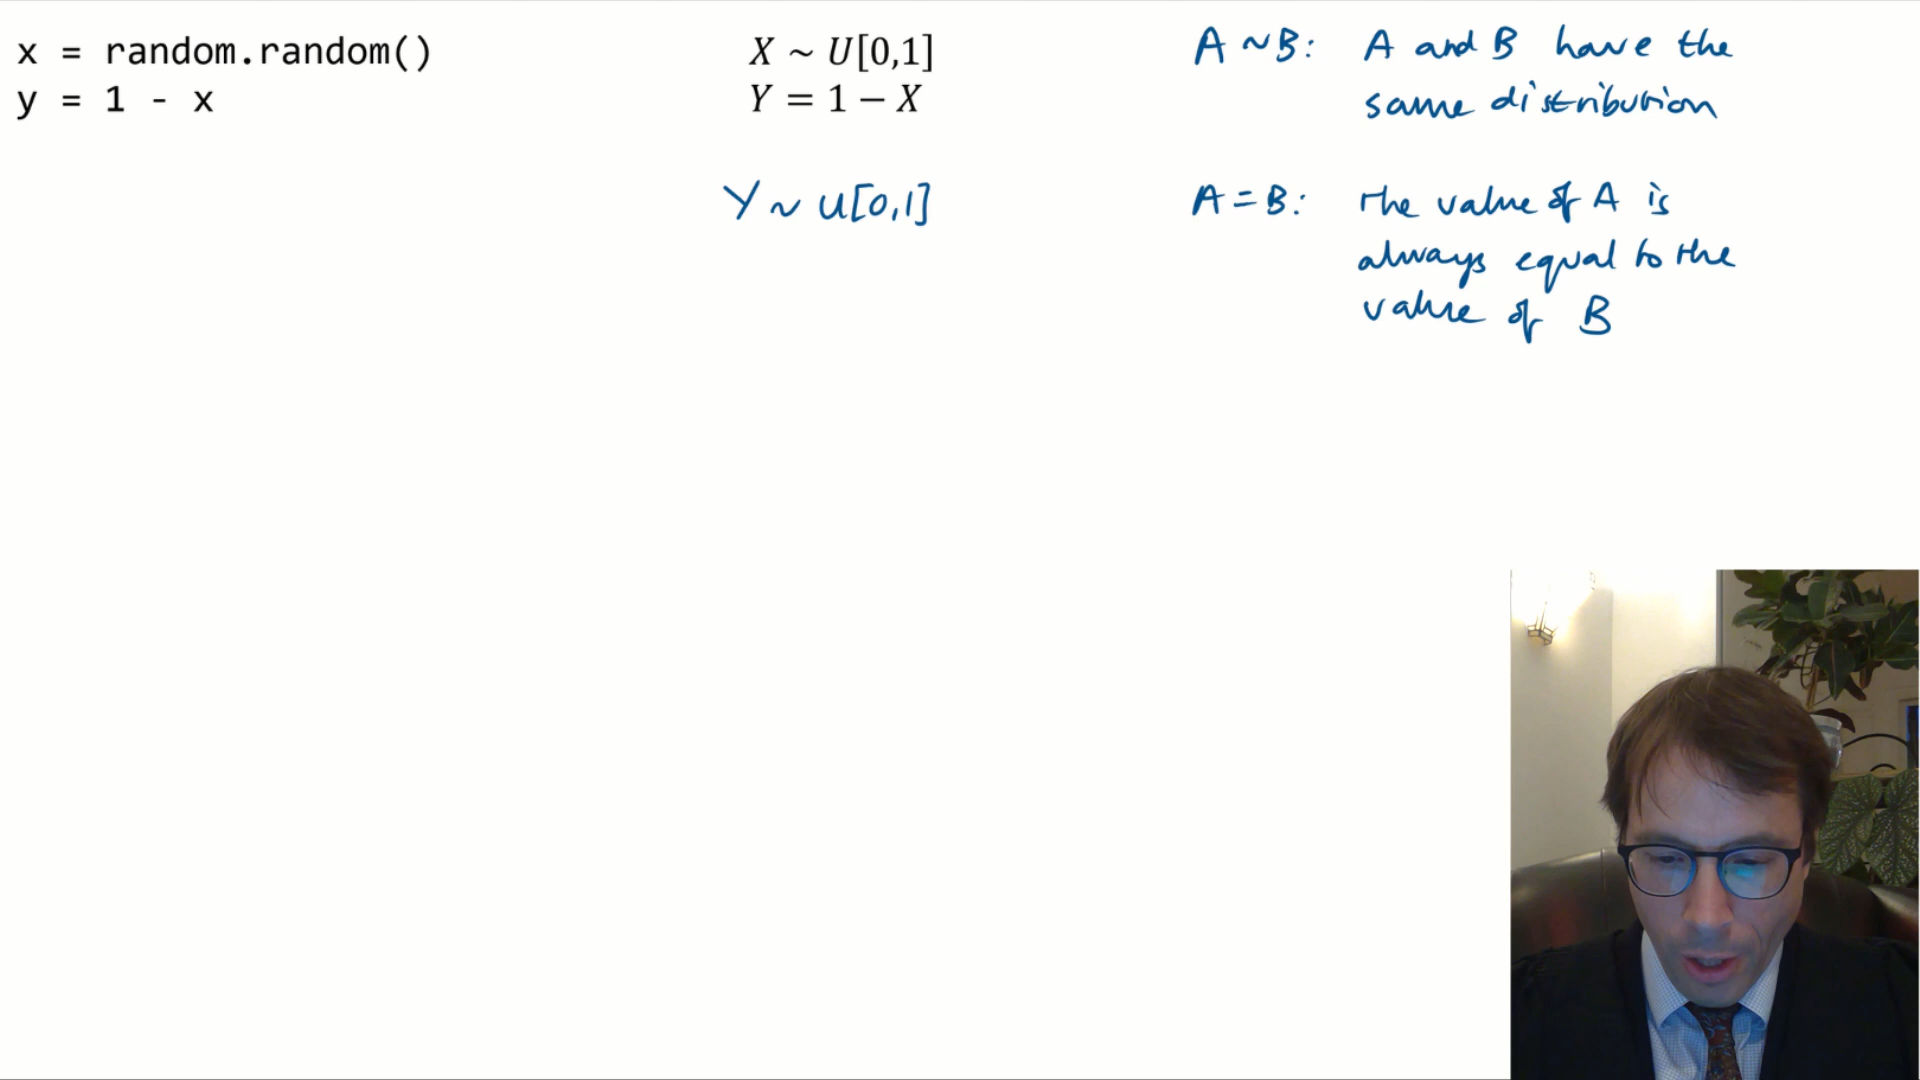 x = random.random()
y = 1 - x
X ~ U[0,1]
Y = 1 − X
Y ~ U[0,1]
A ~ B: A and B have the
same distribution
A = B: the value of A is
always equal to the
value of B